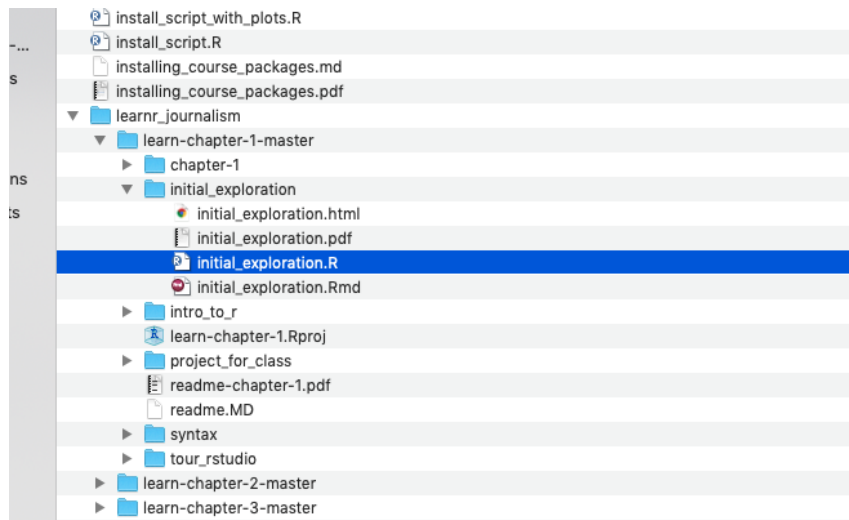 install_script_with_plots.R
-...
install_script.R
s
installing_course_packages.md
installing_course_packages.pdf
learnr_journalism
learn-chapter-1-master
chapter-1
ns
initial_exploration
ts
initial_exploration.html
initial_exploration.pdf
initial_exploration.R
initial_exploration.Rmd
intro_to_r
learn-chapter-1.Rproj
project_for_class
readme-chapter-1.pdf
readme.MD
syntax
tour_rstudio
learn-chapter-2-master
learn-chapter-3-master